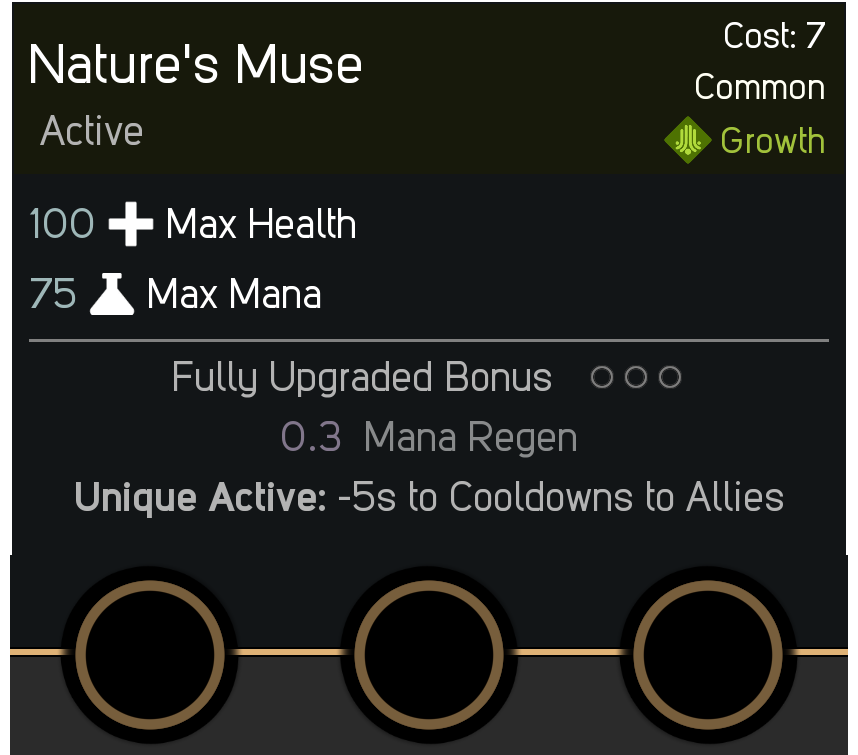 Nature's Muse
Active
Cost: 7
Common
Growth
100 Max Health
75 Max Mana
Fully Upgraded Bonus
0.3 Mana Regen
Unique Active: -5s to Cooldowns to Allies